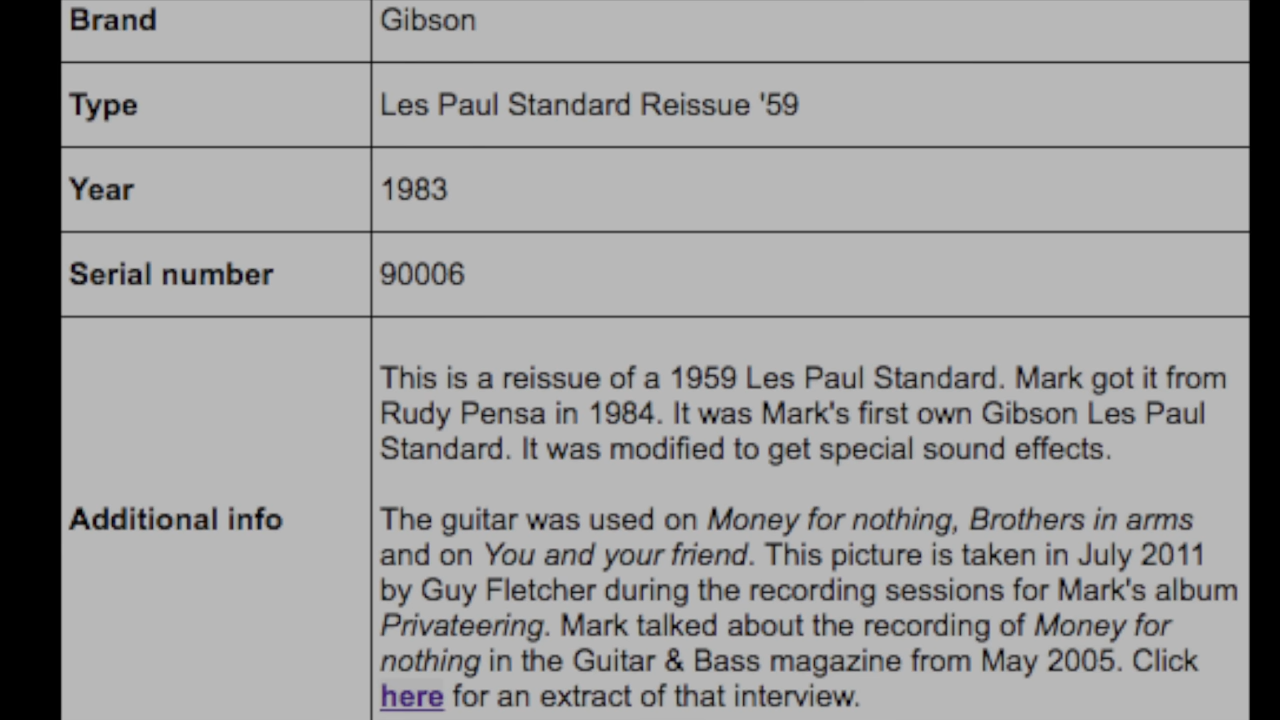 Brand Gibson
Type Les Paul Standard Reissue '59
Year 1983
Serial number 90006
This is a reissue of a 1959 Les Paul Standard. Mark got it from
Rudy Pensa in 1984. It was Mark's first own Gibson Les Paul
Standard. It was modified to get special sound effects.
Additional info The guitar was used on Money for nothing, Brothers in arms
and on You and your friend. This picture is taken in July 2011
by Guy Fletcher during the recording sessions for Mark's album
Privateering. Mark talked about the recording of Money for
nothing in the Guitar & Bass magazine from May 2005. Click
here for an extract of that interview.